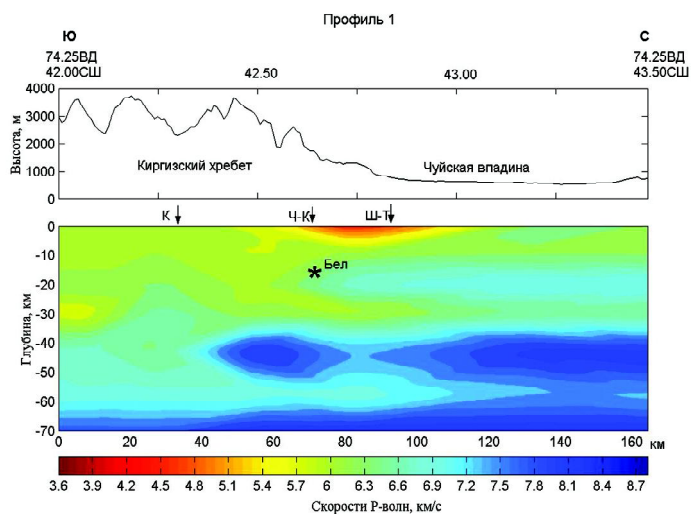 Профиль 1
Ю С
74.25ВД 74.25ВД
42.00СШ 42.50 43.00 43.50СШ
4000
3000
2000
1000
0
Высота, м
Киргизский хребет Чуйская впадина
К Ч-К Ш-Т
0
-10
-20
-30
-40
-50
-60
-70
Глубина, км
Бел
0 20 40 60 80 100 120 140 160 км
3.6 3.9 4.2 4.5 4.8 5.1 5.4 5.7 6 6.3 6.6 6.9 7.2 7.5 7.8 8.1 8.4 8.7
Скорости Р-волн, км/с